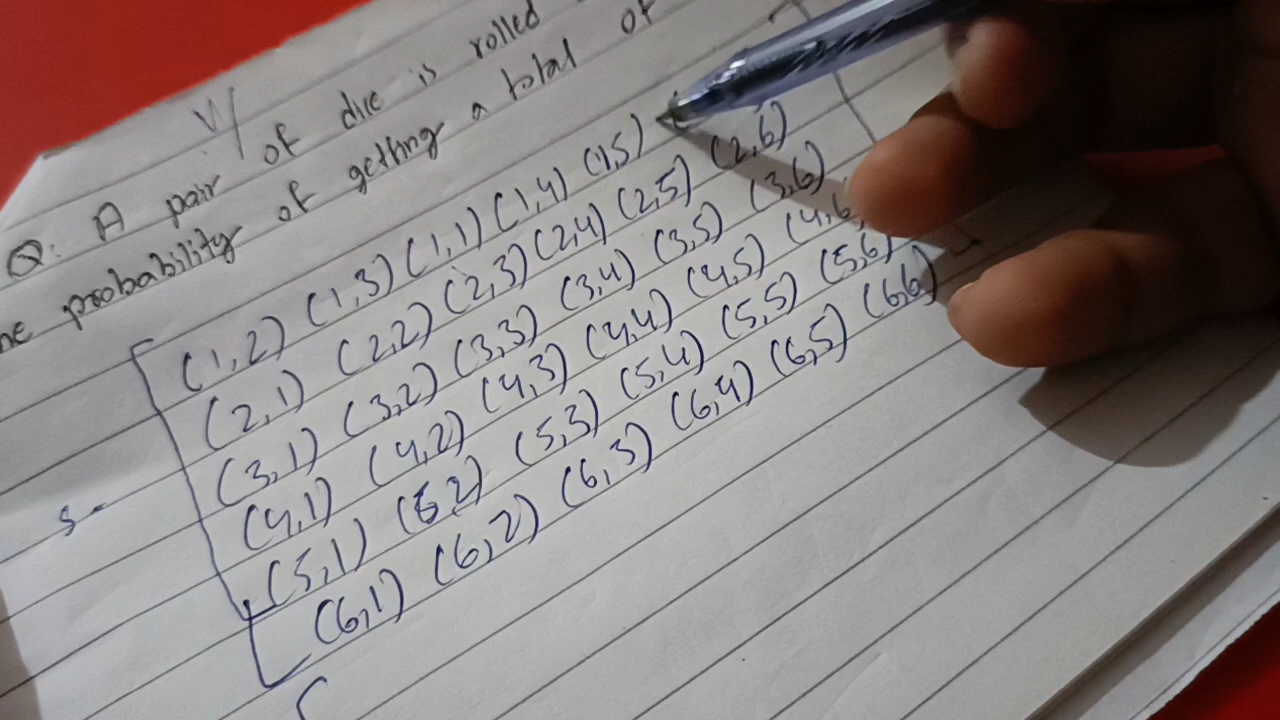 Q. A pair of dice is rolled
probability of getting a total of
(1,2) (1,3) (1,1) (1,4) (1,5)
(2,1) (2,2) (2,3) (2,4) (2,5) (2,6)
(3,1) (3,2) (3,3) (3,4) (3,5) (3,6)
S- (4,1) (4,2) (4,3) (4,4) (4,5) (4,6
(5,1) (5,2) (5,3) (5,4) (5,5) (5,6)
(6,1) (6,2) (6,3) (6,4) (6,5) (6,6)